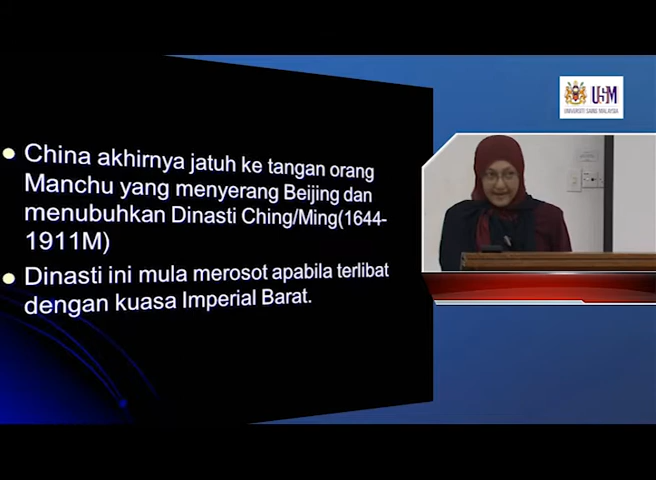 USM
UNIVERSITI SAINS MALAYSIA
China akhirnya jatuh ke tangan orang
Manchu yang menyerang Beijing dan
menubuhkan Dinasti Ching/Ming(1644-
1911M)
Dinasti ini mula merosot apabila terlibat
dengan kuasa Imperial Barat.